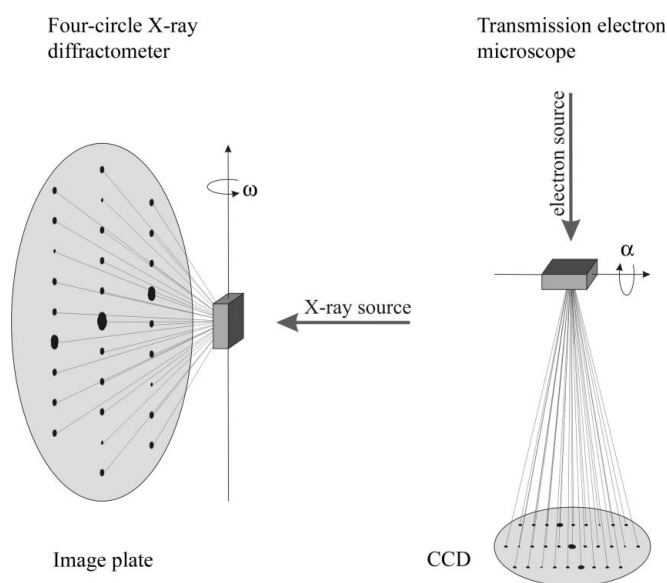 Four-circle X-ray
diffractometer
Transmission electron
microscope
electron source
ω
α
X-ray source
Image plate
CCD